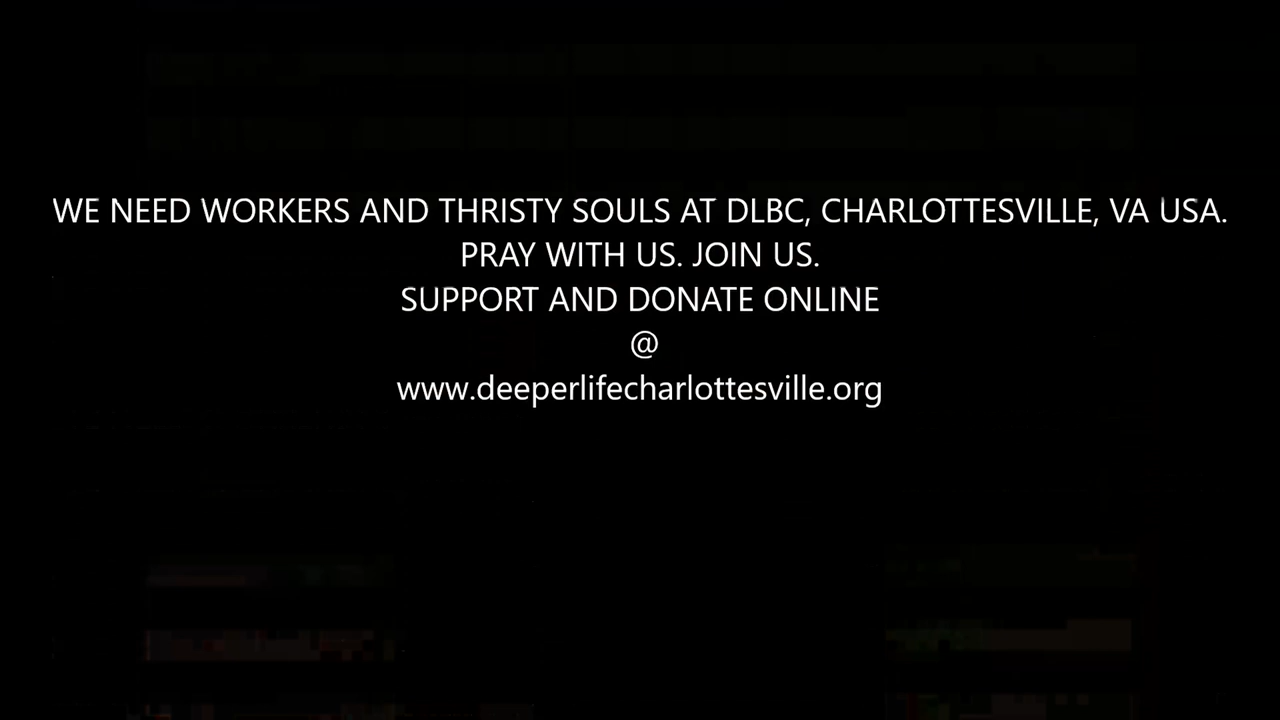 WE NEED WORKERS AND THRISTY SOULS AT DLBC, CHARLOTTESVILLE, VA USA.
PRAY WITH US. JOIN US.
SUPPORT AND DONATE ONLINE
@
www.deeperlifecharlottesville.org